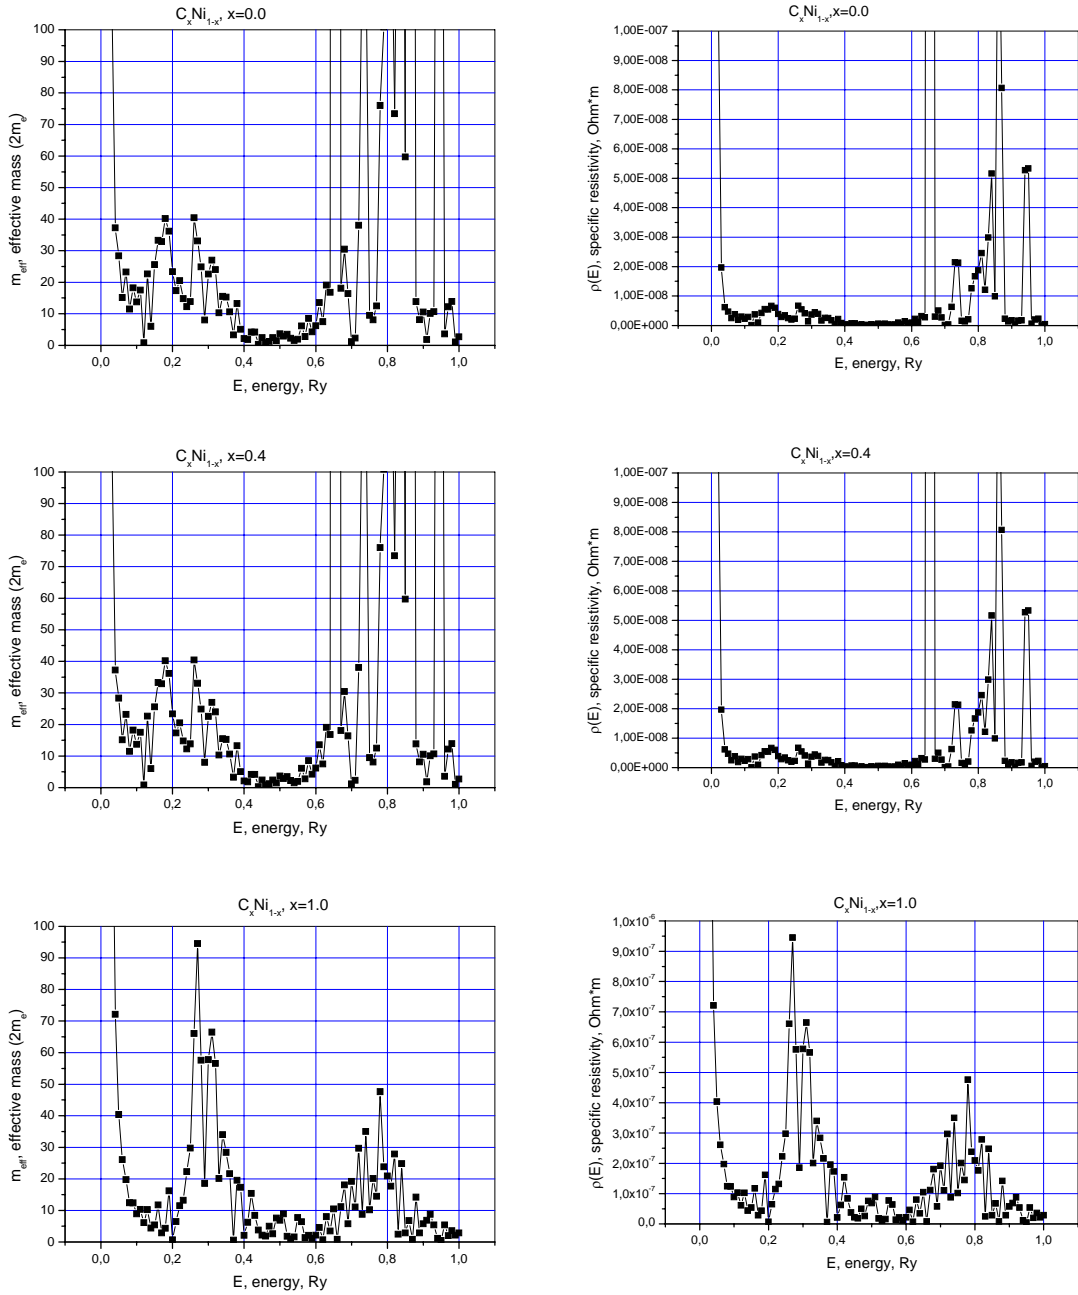 CxNi1-x, x=0.0
100
90
80
70
60
50
40
30
20
10
0
meff, effective mass (2me)
0,0 0,2 0,4 0,6 0,8 1,0
E, energy, Ry
CxNi1-x,x=0.0
1,00E-007
9,00E-008
8,00E-008
7,00E-008
6,00E-008
5,00E-008
4,00E-008
3,00E-008
2,00E-008
1,00E-008
0,00E+000
ρ(E), specific resistivity, Ohm*m
0,0 0,2 0,4 0,6 0,8 1,0
E, energy, Ry
CxNi1-x, x=0.4
100
90
80
70
60
50
40
30
20
10
0
meff, effective mass (2me)
0,0 0,2 0,4 0,6 0,8 1,0
E, energy, Ry
CxNi1-x,x=0.4
1,00E-007
9,00E-008
8,00E-008
7,00E-008
6,00E-008
5,00E-008
4,00E-008
3,00E-008
2,00E-008
1,00E-008
0,00E+000
ρ(E), specific resistivity, Ohm*m
0,0 0,2 0,4 0,6 0,8 1,0
E, energy, Ry
CxNi1-x, x=1.0
100
90
80
70
60
50
40
30
20
10
0
meff, effective mass (2me)
0,0 0,2 0,4 0,6 0,8 1,0
E, energy, Ry
CxNi1-x,x=1.0
1,0x10-6
9,0x10-7
8,0x10-7
7,0x10-7
6,0x10-7
5,0x10-7
4,0x10-7
3,0x10-7
2,0x10-7
1,0x10-7
0,0
ρ(E), specific resistivity, Ohm*m
0,0 0,2 0,4 0,6 0,8 1,0
E, energy, Ry